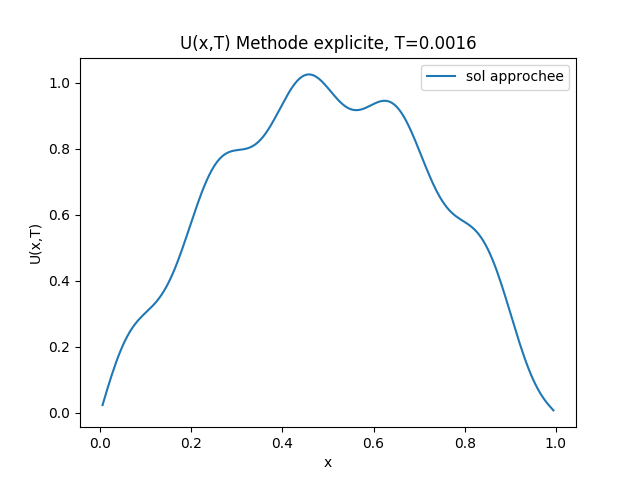 U(x,T) Methode explicite, T=0.0016
sol approchee
1.0
0.8
0.6
0.4
0.2
0.0
U(x,T)
0.0 0.2 0.4 0.6 0.8 1.0
x